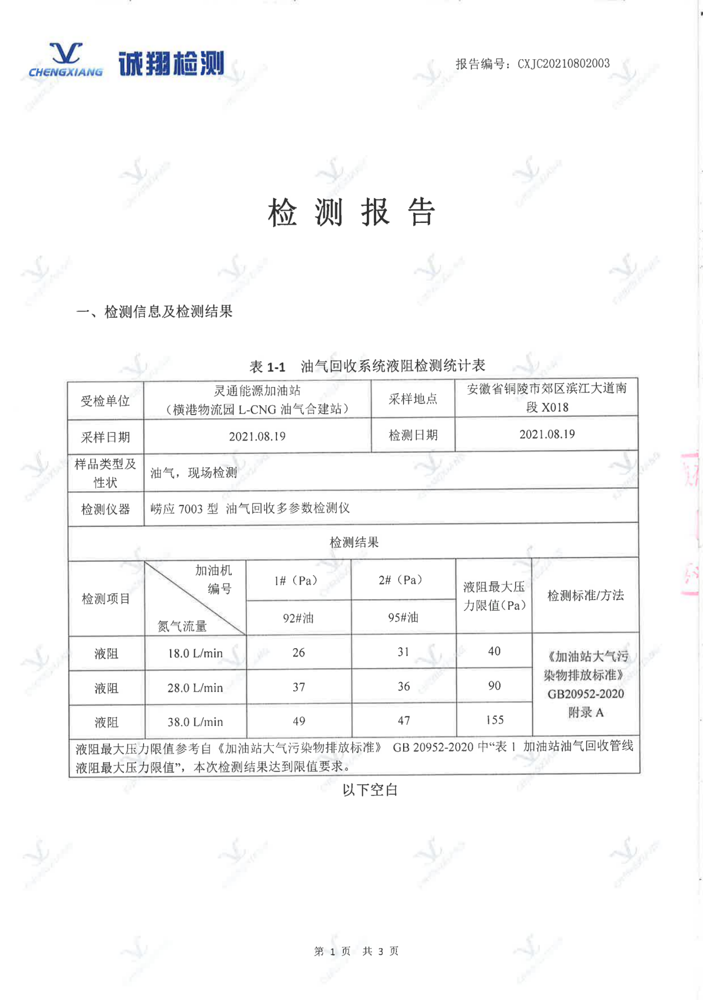 CHENGXIANG 诚翔检测
报告编号：CXJC20210802003
检测报告
一、检测信息及检测结果
表 1-1 油气回收系统液阻检测统计表
受检单位
灵通能源加油站
（横港物流园 L-CNG 油气合建站）
采样地点
安徽省铜陵市郊区滨江大道南
段 X018
采样日期
2021.08.19
检测日期
2021.08.19
样品类型及
性状
油气，现场检测
检测仪器
崂应 7003 型 油气回收多参数检测仪
检测结果
检测项目
加油机
编号
氮气流量
1#（Pa）
2#（Pa）
92#油
95#油
液阻最大压
力限值（Pa）
检测标准/方法
液阻 18.0 L/min 26 31 40
液阻 28.0 L/min 37 36 90
液阻 38.0 L/min 49 47 155
《加油站大气污
染物排放标准》
GB20952-2020
附录 A
液阻最大压力限值参考自《加油站大气污染物排放标准》 GB 20952-2020 中“表 1 加油站油气回收管线
液阻最大压力限值”，本次检测结果达到限值要求。
以下空白
第 1 页 共 3 页